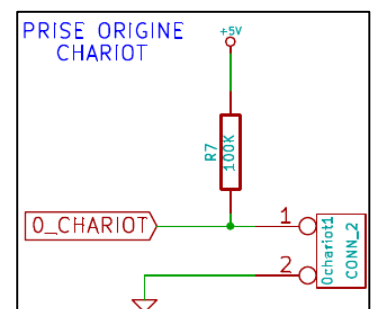 PRISE ORIGINE
CHARIOT
+5V
R7
100K
O_CHARIOT
1
2
Ochariot1
CONN_2